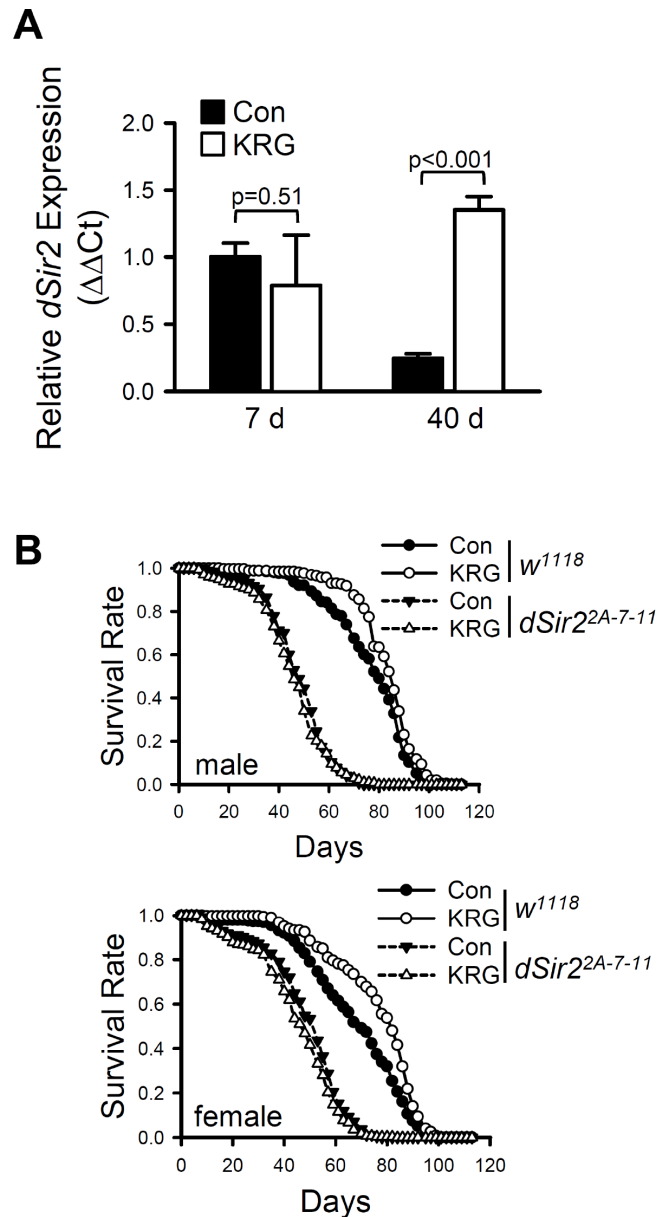 A
Con
KRG
Relative dSir2 Expression
(ΔΔCt)
2.0
1.5
1.0
0.5
0.0
p=0.51
p<0.001
7 d
40 d
B
Con
KRG
w1118
Con
KRG
dSir22A-7-11
Survival Rate
1.0
0.8
0.6
0.4
0.2
0.0
male
0 20 40 60 80 100 120
Days
Con
KRG
w1118
Con
KRG
dSir22A-7-11
Survival Rate
1.0
0.8
0.6
0.4
0.2
0.0
female
0 20 40 60 80 100 120
Days